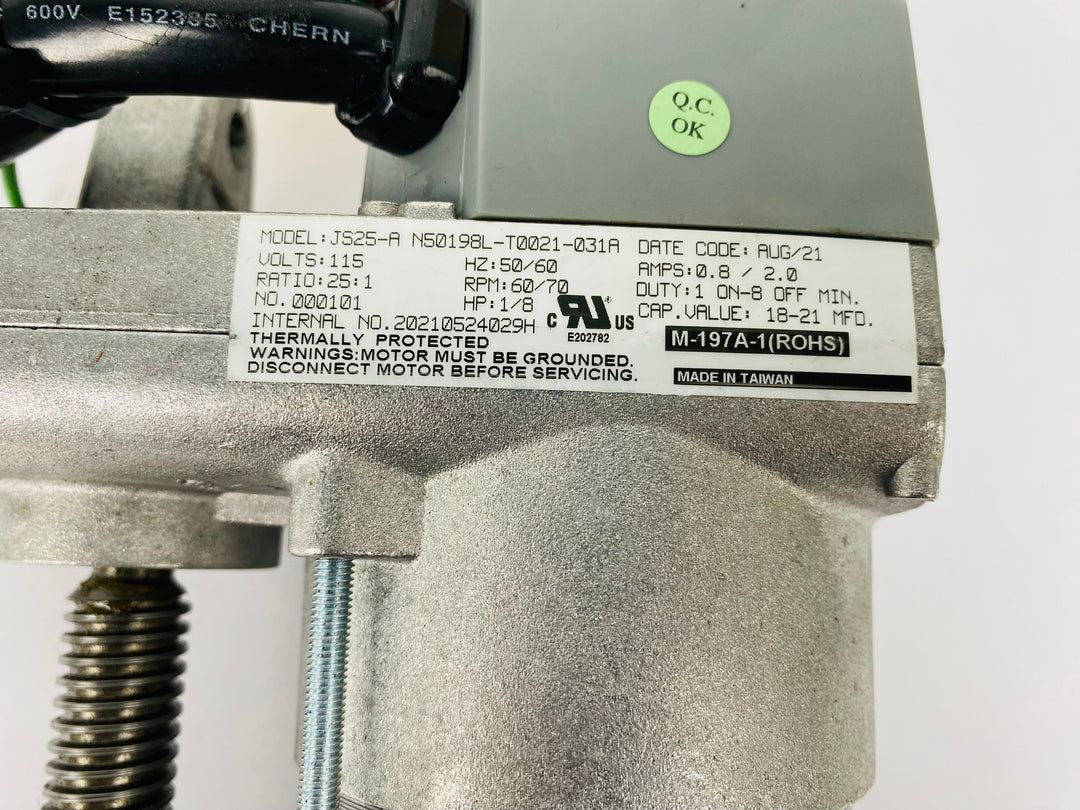 600V E152385 CHERN
Q.C.
OK
MODEL:JS25-A N50198L-T0021-031A DATE CODE: AUG/21
VOLTS:115 HZ:50/60 AMPS:0.8 / 2.0
RATIO:25:1 RPM:60/70 DUTY:1 ON-8 OFF MIN.
NO.000101 HP:1/8 CAP.VALUE: 18-21 MFD.
INTERNAL NO.20210524029H
C RU ® US
E202782
THERMALLY PROTECTED
WARNINGS:MOTOR MUST BE GROUNDED.
DISCONNECT MOTOR BEFORE SERVICING.
M-197A-1(ROHS)
MADE IN TAIWAN